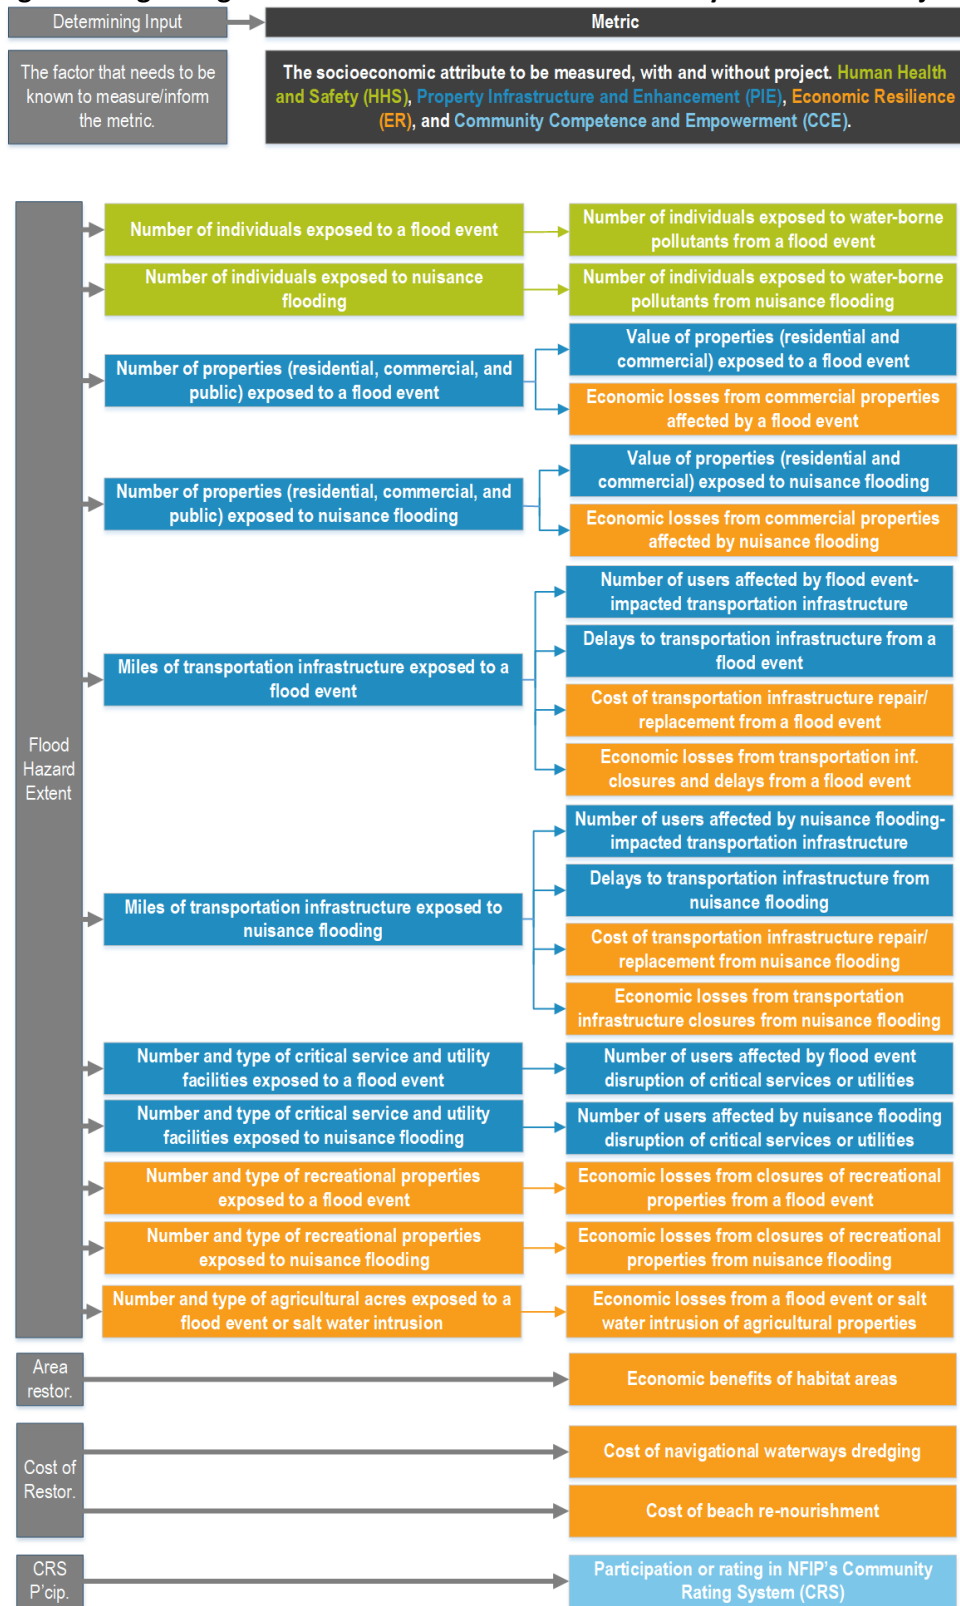 Determining Input
Metric
The factor that needs to be
known to measure/inform
the metric.
The socioeconomic attribute to be measured, with and without project. Human Health
and Safety (HHS), Property Infrastructure and Enhancement (PIE), Economic Resilience
(ER), and Community Competence and Empowerment (CCE).
Flood
Hazard
Extent
Number of individuals exposed to a flood event
Number of individuals exposed to water-borne
pollutants from a flood event
Number of individuals exposed to nuisance
flooding
Number of individuals exposed to water-borne
pollutants from nuisance flooding
Number of properties (residential, commercial, and
public) exposed to a flood event
Value of properties (residential and
commercial) exposed to a flood event
Economic losses from commercial properties
affected by a flood event
Number of properties (residential, commercial, and
public) exposed to nuisance flooding
Value of properties (residential and
commercial) exposed to nuisance flooding
Economic losses from commercial properties
affected by nuisance flooding
Miles of transportation infrastructure exposed to a
flood event
Number of users affected by flood event-
impacted transportation infrastructure
Delays to transportation infrastructure from a
flood event
Cost of transportation infrastructure repair/
replacement from a flood event
Economic losses from transportation inf.
closures and delays from a flood event
Miles of transportation infrastructure exposed to
nuisance flooding
Number of users affected by nuisance flooding-
impacted transportation infrastructure
Delays to transportation infrastructure from
nuisance flooding
Cost of transportation infrastructure repair/
replacement from nuisance flooding
Economic losses from transportation
infrastructure closures from nuisance flooding
Number and type of critical service and utility
facilities exposed to a flood event
Number of users affected by flood event
disruption of critical services or utilities
Number and type of critical service and utility
facilities exposed to nuisance flooding
Number of users affected by nuisance flooding
disruption of critical services or utilities
Number and type of recreational properties
exposed to a flood event
Economic losses from closures of recreational
properties from a flood event
Number and type of recreational properties
exposed to nuisance flooding
Economic losses from closures of recreational
properties from nuisance flooding
Number and type of agricultural acres exposed to a
flood event or salt water intrusion
Economic losses from a flood event or salt
water intrusion of agricultural properties
Area
restor.
Economic benefits of habitat areas
Cost of
Restor.
Cost of navigational waterways dredging
Cost of beach re-nourishment
CRS
P'cip.
Participation or rating in NFIP's Community
Rating System (CRS)